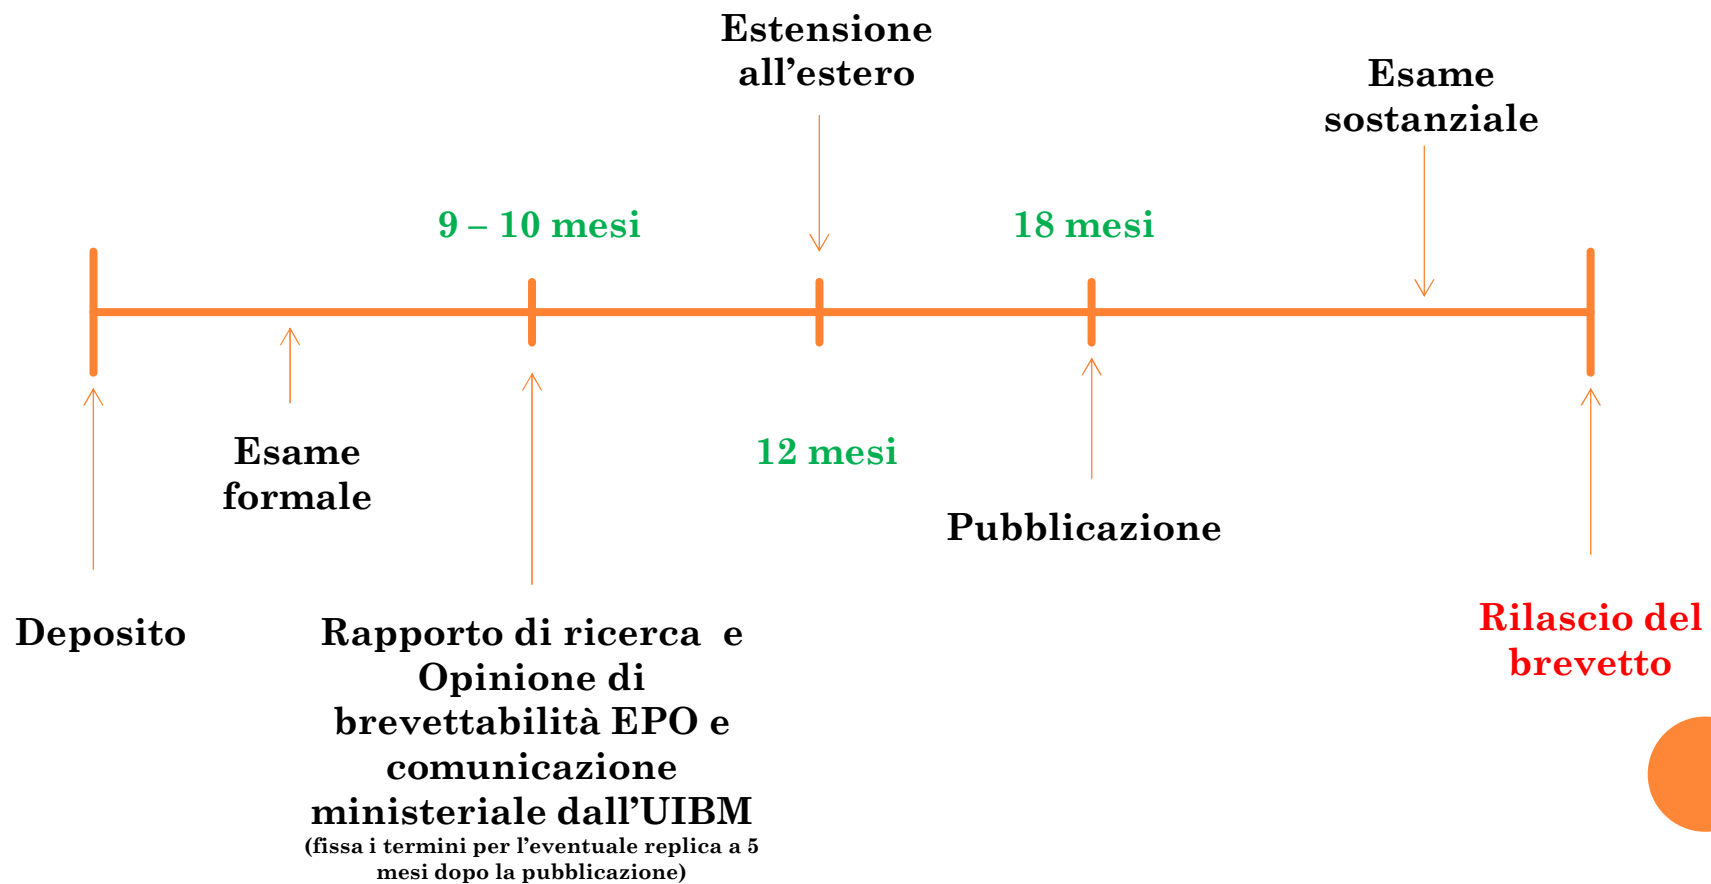 Estensione
all’estero
Esame
sostanziale
9 – 10 mesi
18 mesi
Esame
formale
12 mesi
Pubblicazione
Deposito
Rapporto di ricerca e
Opinione di
brevettabilità EPO e
comunicazione
ministeriale dall’UIBM
(fissa i termini per l’eventuale replica a 5
mesi dopo la pubblicazione)
Rilascio del
brevetto